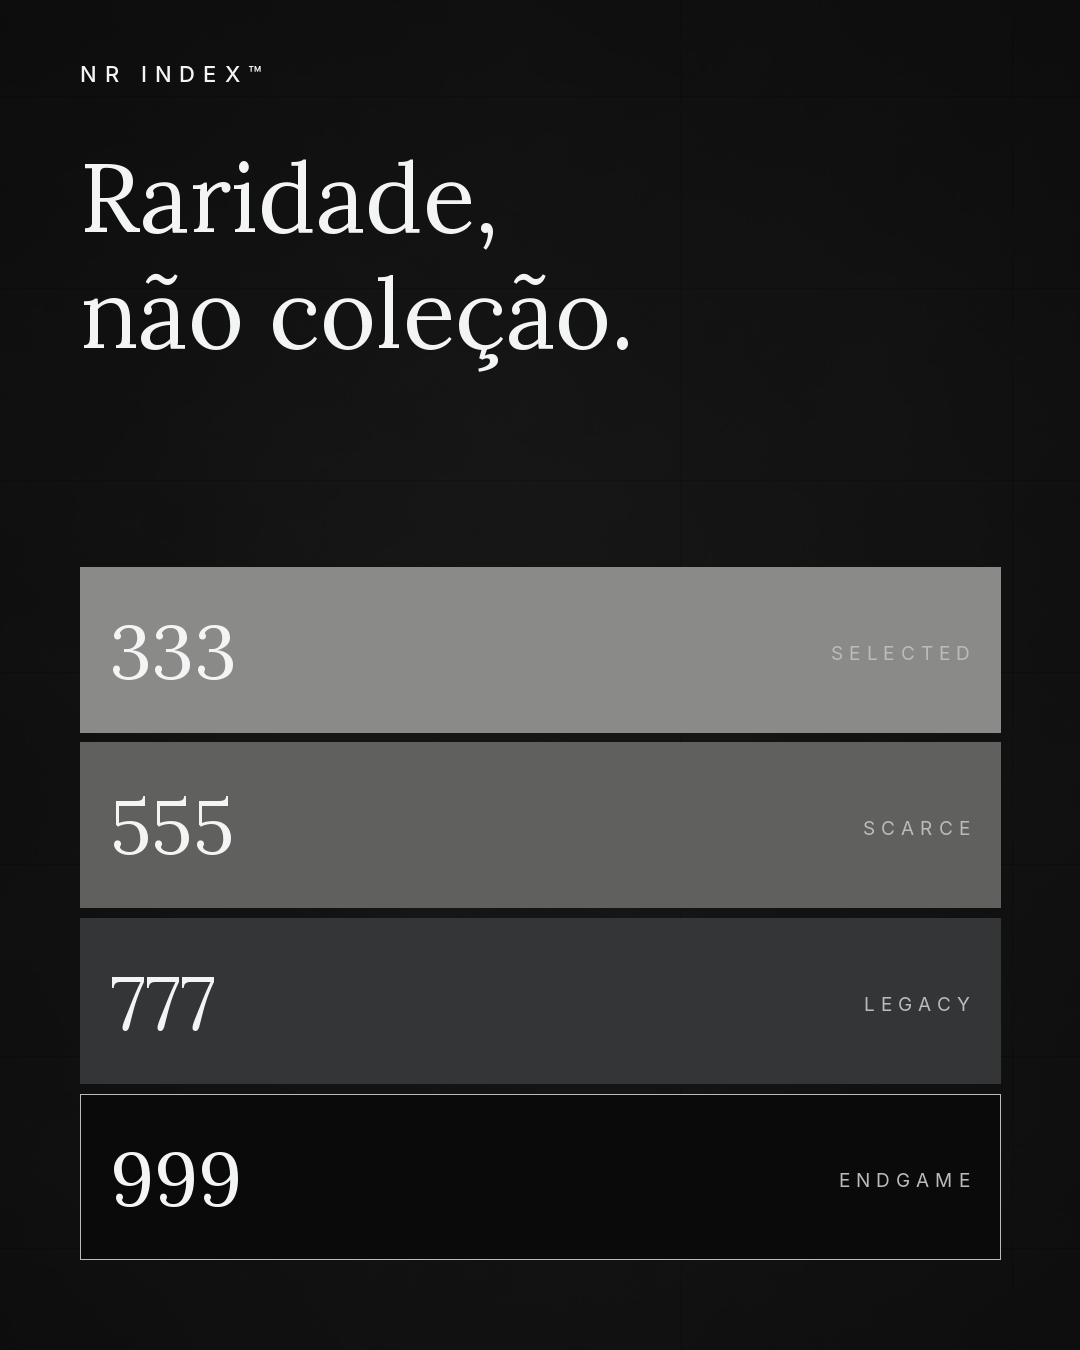 NR INDEX™
Raridade,
não coleção.
333 SELECTED
555 SCARCE
777 LEGACY
999 ENDGAME